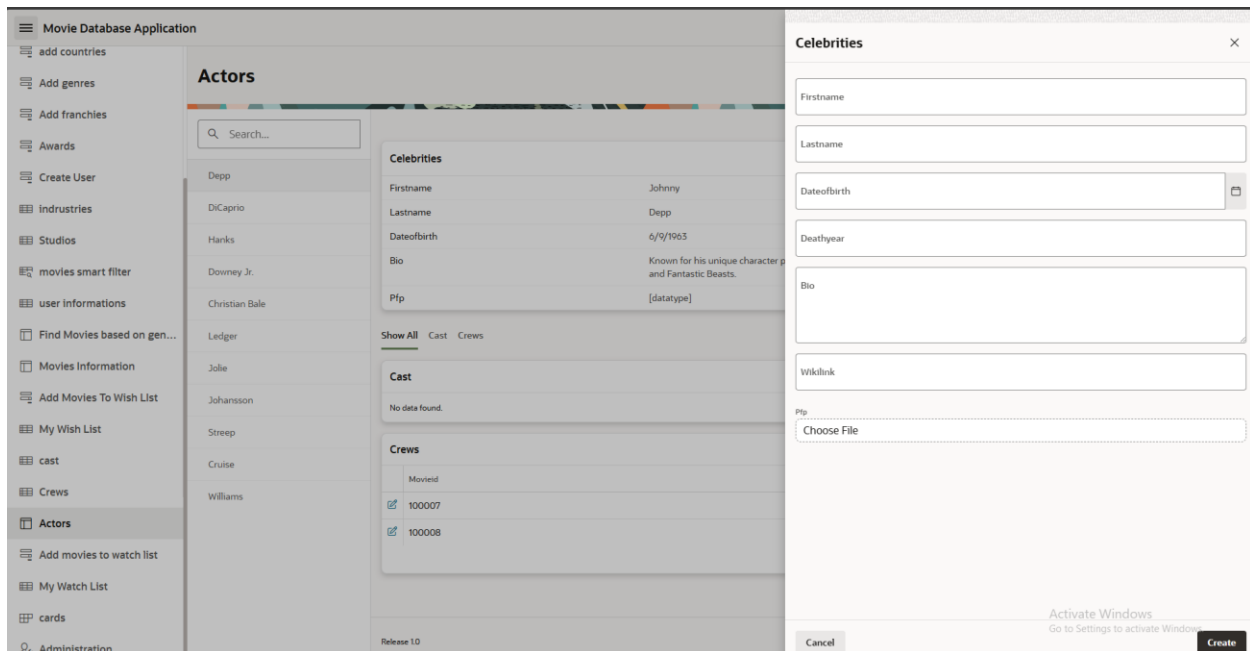 Movie Database Application
add countries
Add genres
Add franchies
Awards
Create User
indrustries
Studios
movies smart filter
user informations
Find Movies based on gen...
Movies Information
Add Movies To Wish List
My Wish List
cast
Crews
Actors
Add movies to watch list
My Watch List
cards
Administration
Actors
Search...
Depp
DiCaprio
Hanks
Downey Jr.
Christian Bale
Ledger
Jolie
Johansson
Streep
Cruise
Williams
Celebrities
Firstname Johnny
Lastname Depp
Dateofbirth 6/9/1963
Bio Known for his unique character p
and Fantastic Beasts.
Pfp [datatype]
Show All Cast Crews
Cast
No data found.
Crews
Movieid
100007
100008
Release 1.0
Celebrities
Firstname
Lastname
Dateofbirth
Deathyear
Bio
Wikilink
Pfp
Choose File
Activate Windows
Go to Settings to activate Windows.
Cancel Create